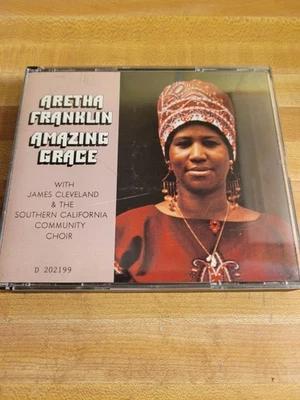 ARETHA
FRANKLIN
AMAZING
GRACE
WITH
JAMES CLEVELAND
& THE
SOUTHERN CALIFORNIA
COMMUNITY
CHOIR
D 202199